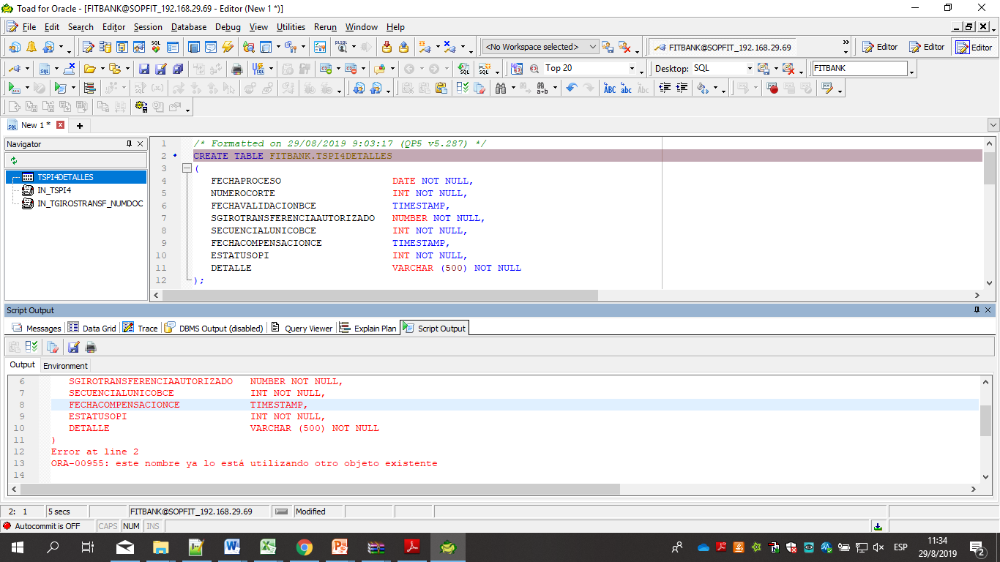 Toad for Oracle - [FITBANK@SOPFIT_192.168.29.69 - Editor (New 1 *)]
File Edit Search Editor Session Database Debug View Utilities Rerun Window Help
<No Workspace selected> FITBANK@SOPFIT_192.168.29.69 Editor Editor Editor
Top 20 Desktop: SQL FITBANK
New 1 *
Navigator
TSPI4DETALLES
IN_TSPI4
IN_TGIROSTRANSF_NUMDOC
1 /* Formatted on 29/08/2019 9:03:17 (QP5 v5.287) */
2 CREATE TABLE FITBANK.TSPI4DETALLES
3 (
4 FECHAPROCESO DATE NOT NULL,
5 NUMEROCORTE INT NOT NULL,
6 FECHAVALIDACIONBCE TIMESTAMP,
7 SGIROTRANSFERENCIAAUTORIZADO NUMBER NOT NULL,
8 SECUENCIALUNICOBCE INT NOT NULL,
9 FECHACOMPENSACIONCE TIMESTAMP,
10 ESTATUSOPI INT NOT NULL,
11 DETALLE VARCHAR (500) NOT NULL
12 );
Script Output
Messages Data Grid Trace DBMS Output (disabled) Query Viewer Explain Plan Script Output
Output Environment
6 SGIROTRANSFERENCIAAUTORIZADO NUMBER NOT NULL,
7 SECUENCIALUNICOBCE INT NOT NULL,
8 FECHACOMPENSACIONCE TIMESTAMP,
9 ESTATUSOPI INT NOT NULL,
10 DETALLE VARCHAR (500) NOT NULL
11 )
12 Error at line 2
13 ORA-00955: este nombre ya lo está utilizando otro objeto existente
14
2: 1 5 secs FITBANK@SOPFIT_192.168.29.69 Modified
Autocommit is OFF CAPS NUM INS
ESP
11:34
29/8/2019
2